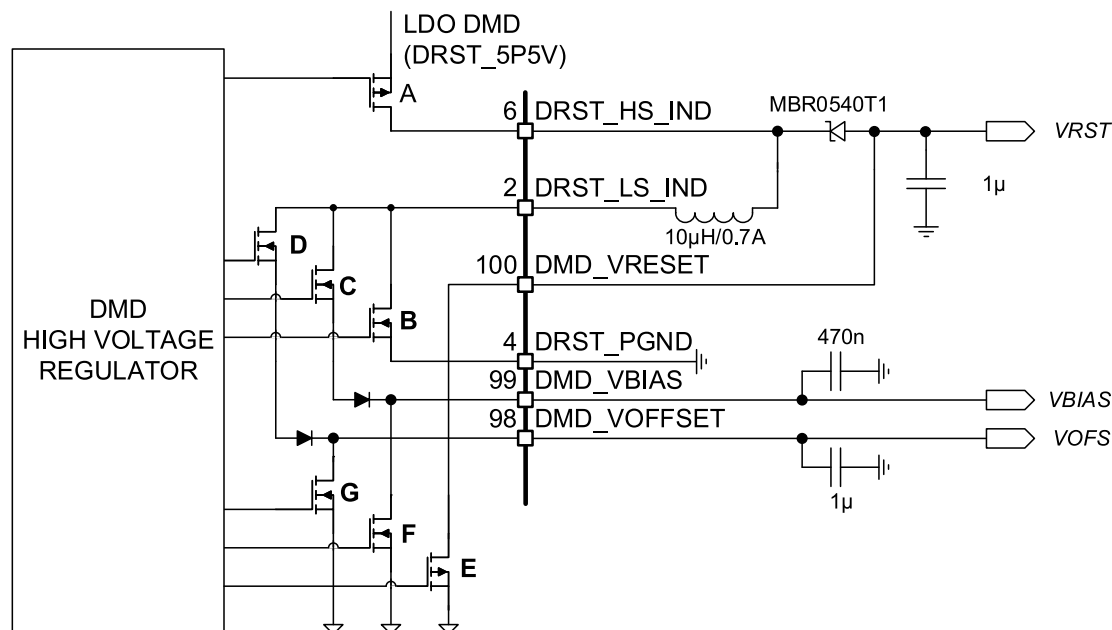 LDO DMD
(DRST_5P5V)
A
6 DRST_HS_IND
MBR0540T1
VRST
1µ
2 DRST_LS_IND
10µH/0.7A
D
C
B
100 DMD_VRESET
DMD
HIGH VOLTAGE
REGULATOR
4 DRST_PGND
470n
99 DMD_VBIAS
VBIAS
98 DMD_VOFFSET
VOFS
1µ
G
F
E